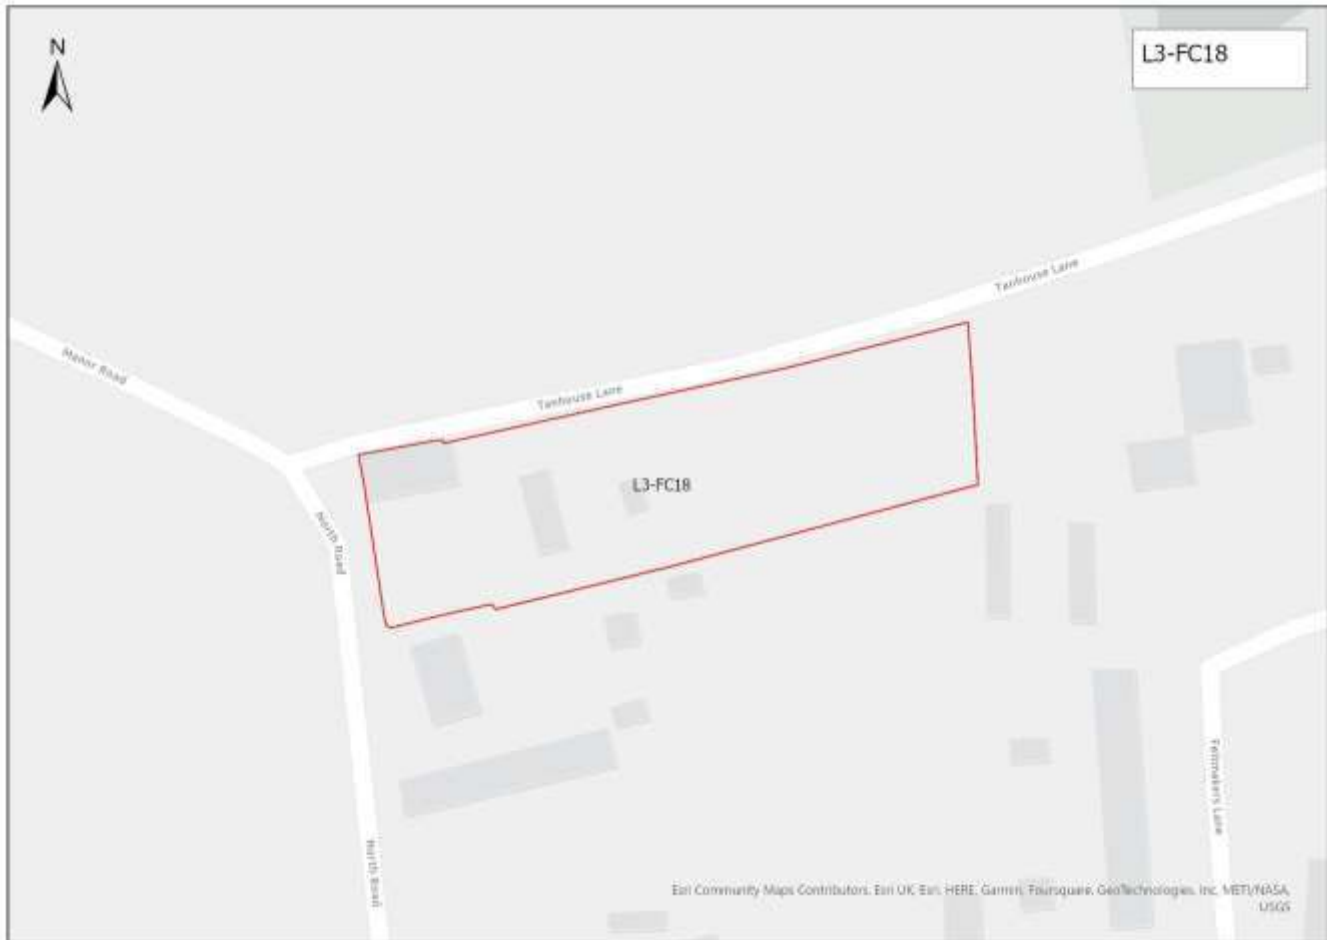 N
L3-FC18
Tanhouse Lane
Manor Road
Tanhouse Lane
L3-FC18
North Road
Tennakers Lane
North Road
Esri Community Maps Contributors, Esri UK, Esri, HERE, Garmin, Foursquare, GeoTechnologies, Inc, METI/NASA,
USGS